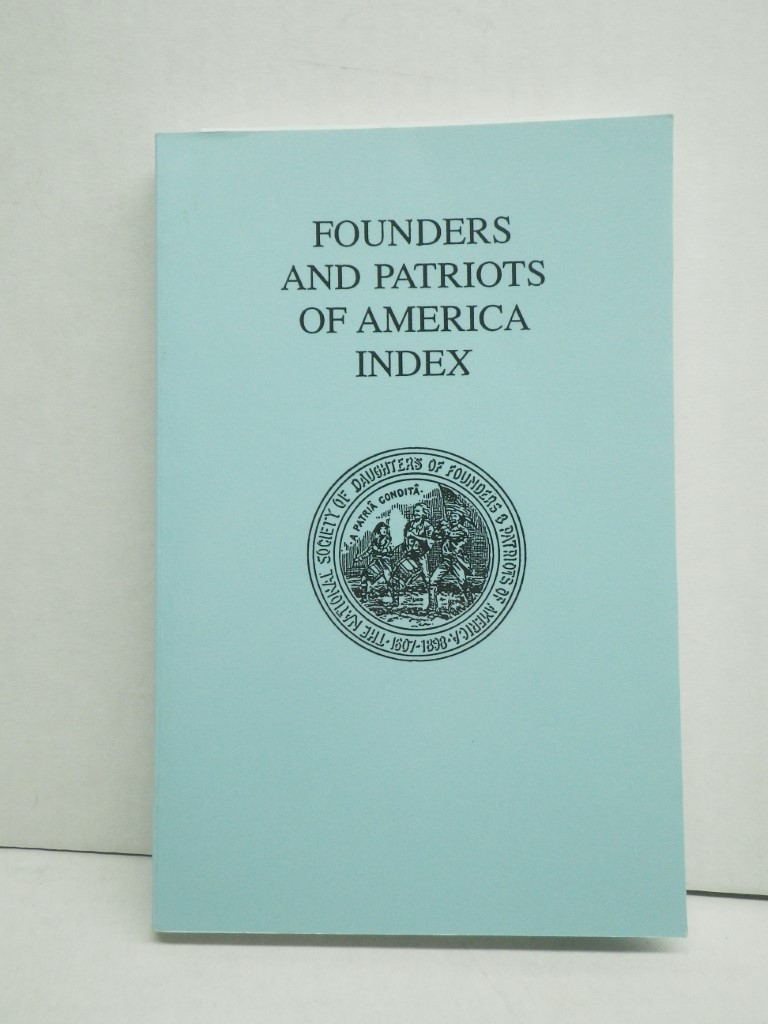 FOUNDERS
AND PATRIOTS
OF AMERICA
INDEX
·THE NATIONAL SOCIETY OF DAUGHTERS OF FOUNDERS & PATRIOTS OF AMERICA·
1607-1898
·A PATRIÂ CONDITÂ·